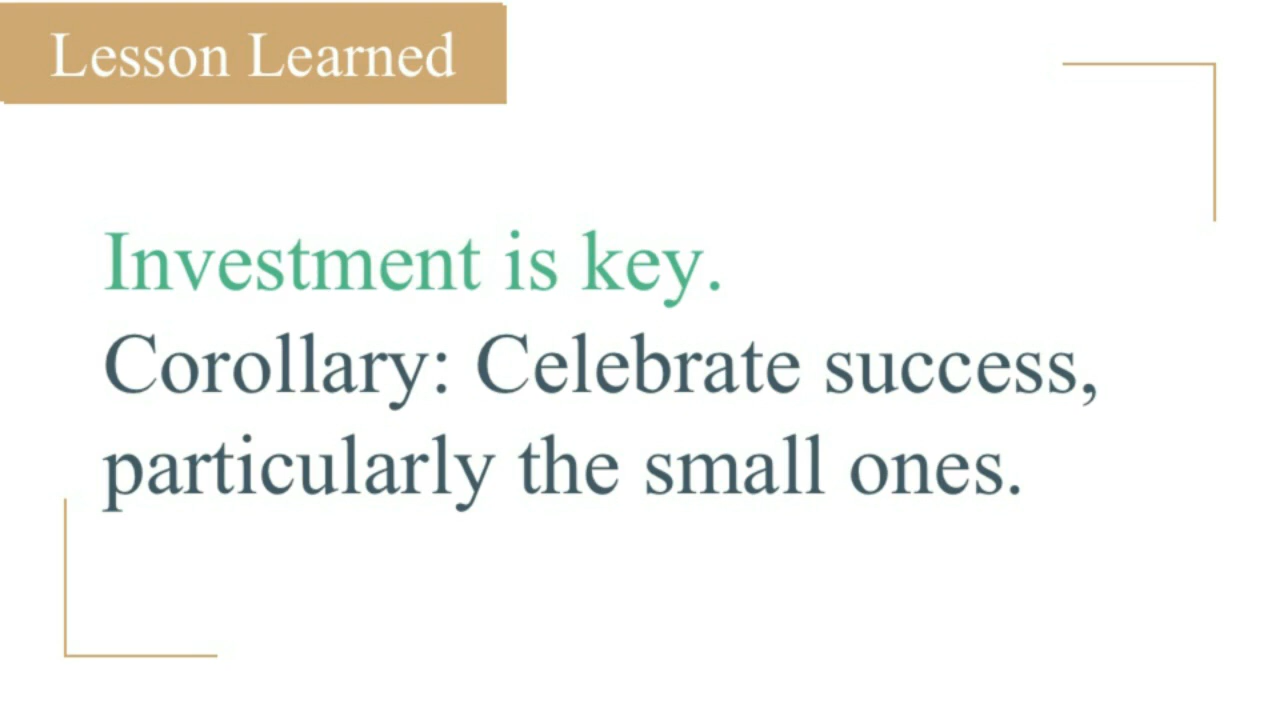 Lesson Learned
Investment is key.
Corollary: Celebrate success,
particularly the small ones.